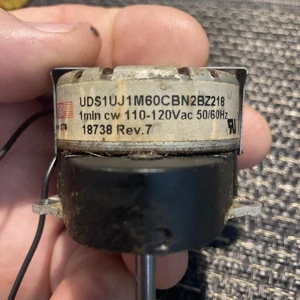 UDS1UJ1M60CBN2BZ218
1min cw 110-120Vac 50/60Hz
18738 Rev.7